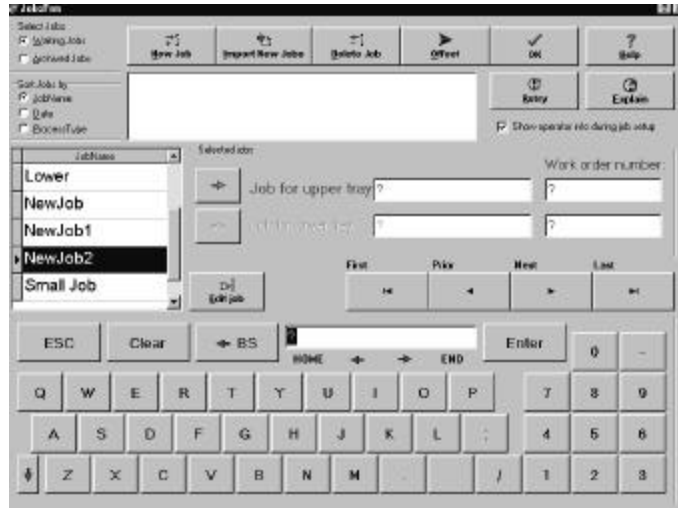 JobsFrm
Select Jobs
Waiting Jobs
Archived Jobs
New Job
Import New Jobs
Delete Job
Offset
OK
?
Help
Sort Jobs by
JobName
Date
ProcessType
Retry
Explain
Show operator info during job setup
JobName
Lower
NewJob
NewJob1
NewJob2
Small Job
Selected jobs
Work order number:
Job for upper tray ? ?
? ?
First Prior Next Last
Edit job
ESC Clear BS ? Enter 0 -
HOME END
Q W E R T Y U I O P 7 8 9
A S D F G H J K L : 4 5 6
Z X C V B N M . / 1 2 3